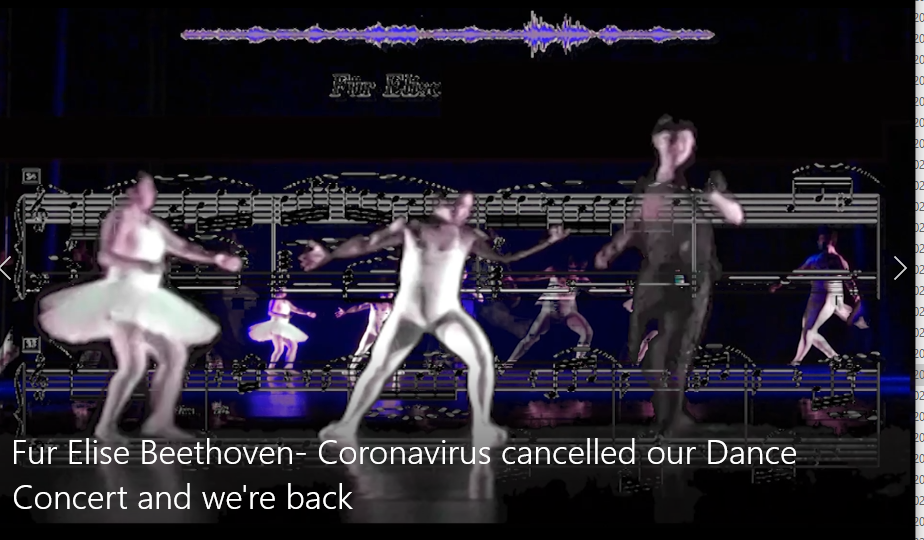 Für Elise
Fur Elise Beethoven- Coronavirus cancelled our Dance
Concert and we're back